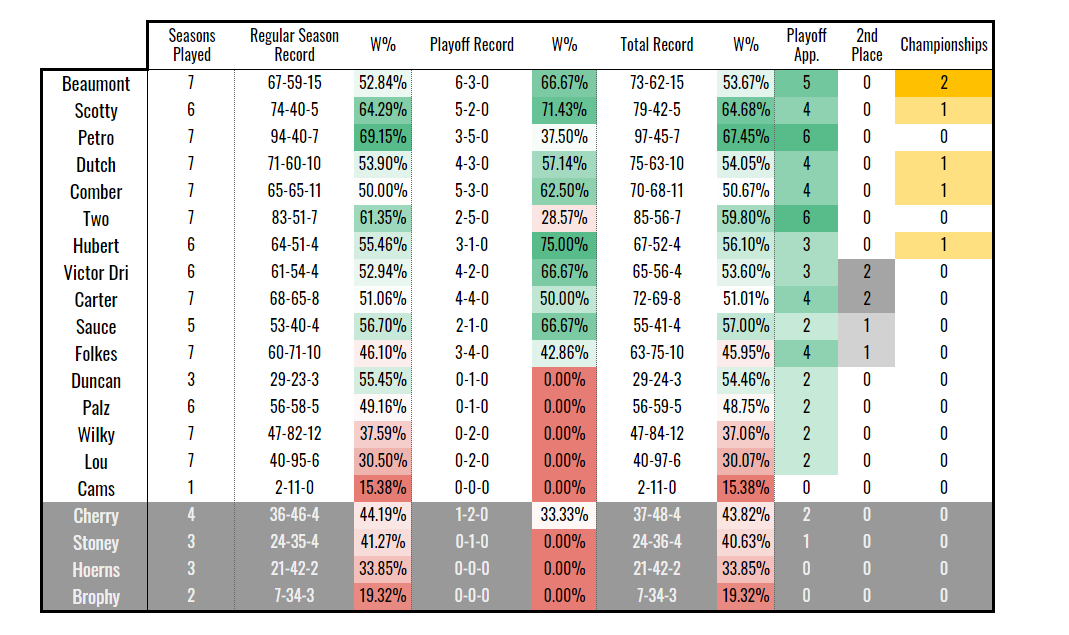 Seasons Played Regular Season Record W% Playoff Record W% Total Record W% Playoff App. 2nd Place Championships
Beaumont 7 67-59-15 52.84% 6-3-0 66.67% 73-62-15 53.67% 5 0 2
Scotty 6 74-40-5 64.29% 5-2-0 71.43% 79-42-5 64.68% 4 0 1
Petro 7 94-40-7 69.15% 3-5-0 37.50% 97-45-7 67.45% 6 0 0
Dutch 7 71-60-10 53.90% 4-3-0 57.14% 75-63-10 54.05% 4 0 1
Comber 7 65-65-11 50.00% 5-3-0 62.50% 70-68-11 50.67% 4 0 1
Two 7 83-51-7 61.35% 2-5-0 28.57% 85-56-7 59.80% 6 0 0
Hubert 6 64-51-4 55.46% 3-1-0 75.00% 67-52-4 56.10% 3 0 1
Victor Dri 6 61-54-4 52.94% 4-2-0 66.67% 65-56-4 53.60% 3 2 0
Carter 7 68-65-8 51.06% 4-4-0 50.00% 72-69-8 51.01% 4 2 0
Sauce 5 53-40-4 56.70% 2-1-0 66.67% 55-41-4 57.00% 2 1 0
Folkes 7 60-71-10 46.10% 3-4-0 42.86% 63-75-10 45.95% 4 1 0
Duncan 3 29-23-3 55.45% 0-1-0 0.00% 29-24-3 54.46% 2 0 0
Palz 6 56-58-5 49.16% 0-1-0 0.00% 56-59-5 48.75% 2 0 0
Wilky 7 47-82-12 37.59% 0-2-0 0.00% 47-84-12 37.06% 2 0 0
Lou 7 40-95-6 30.50% 0-2-0 0.00% 40-97-6 30.07% 2 0 0
Cams 1 2-11-0 15.38% 0-0-0 0.00% 2-11-0 15.38% 0 0 0
Cherry 4 36-46-4 44.19% 1-2-0 33.33% 37-48-4 43.82% 2 0 0
Stoney 3 24-35-4 41.27% 0-1-0 0.00% 24-36-4 40.63% 1 0 0
Hoerns 3 21-42-2 33.85% 0-0-0 0.00% 21-42-2 33.85% 0 0 0
Brophy 2 7-34-3 19.32% 0-0-0 0.00% 7-34-3 19.32% 0 0 0